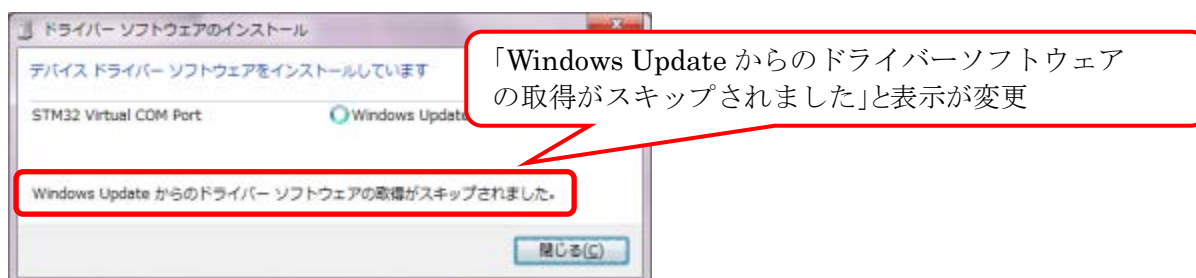 ドライバー ソフトウェアのインストール
「Windows Update からのドライバーソフトウェア
の取得がスキップされました」と表示が変更
デバイス ドライバー ソフトウェアをインストールしています
STM32 Virtual COM Port
Windows Update
Windows Update からのドライバー ソフトウェアの取得がスキップされました。
閉じる(C)